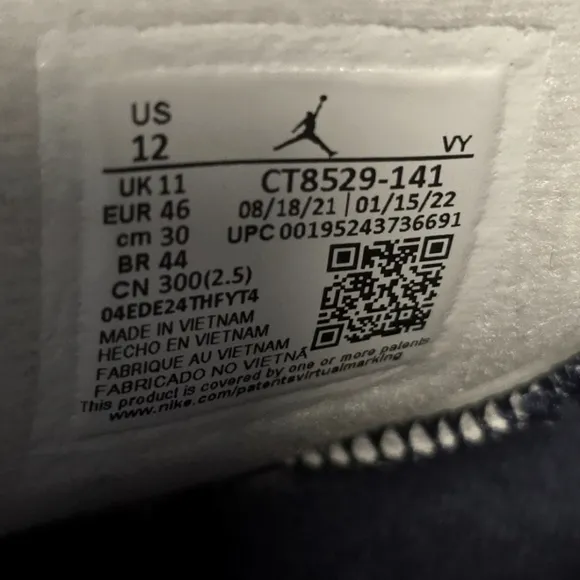 US
12
VY
UK 11
CT8529-141
EUR 46
08/18/21 | 01/15/22
cm 30
UPC 00195243736691
BR 44
CN 300(2.5)
04EDE24THFYT4
MADE IN VIETNAM
HECHO EN VIETNAM
FABRIQUE AU VIETNAM
FABRICADO NO VIETNÃ
This product is covered by one or more patents
www.nike.com/patentsvirtualmarking